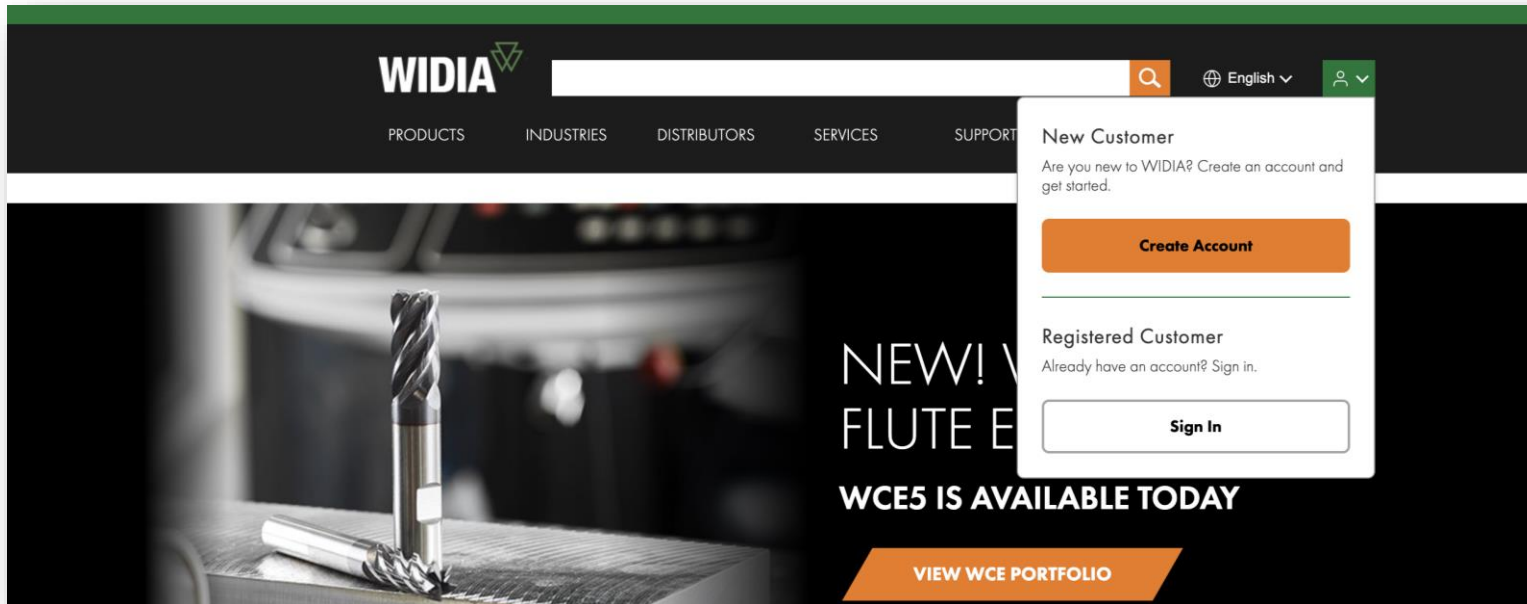 WIDIA
English
PRODUCTS
INDUSTRIES
DISTRIBUTORS
SERVICES
SUPPORT
New Customer
Are you new to WIDIA? Create an account and
get started.
Create Account
Registered Customer
Already have an account? Sign in.
Sign In
NEW!
FLUTE E
WCE5 IS AVAILABLE TODAY
VIEW WCE PORTFOLIO